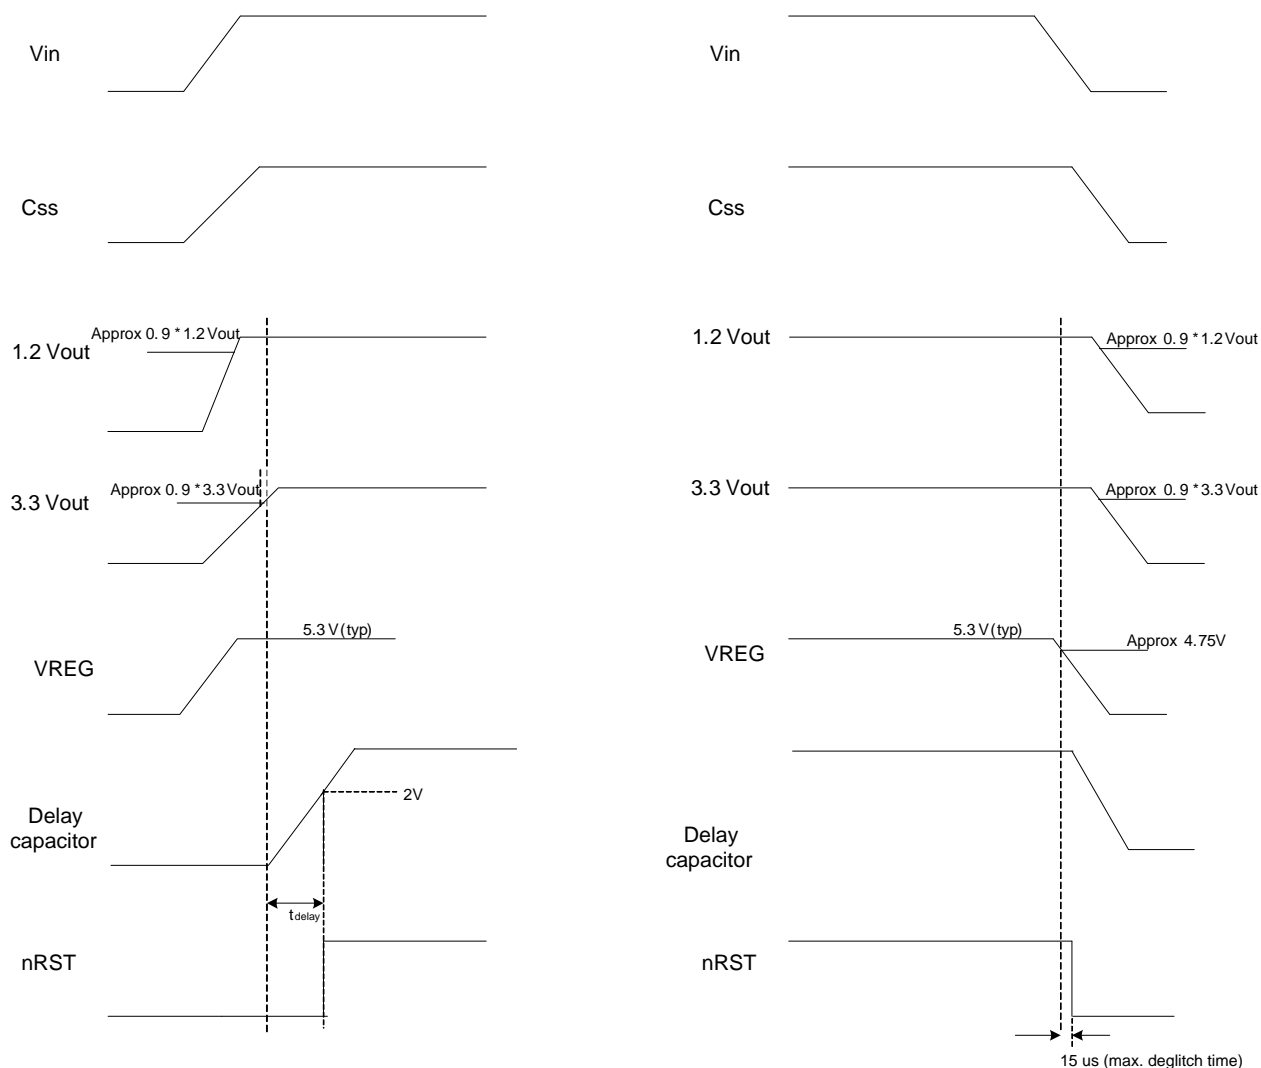 Vin
Css
Approx 0.9 * 1.2 Vout
1.2 Vout
Approx 0.9 * 3.3 Vout
3.3 Vout
5.3 V (typ)
VREG
2V
Delay
capacitor
tdelay
nRST
Vin
Css
1.2 Vout
Approx 0.9 * 1.2 Vout
3.3 Vout
Approx 0.9 * 3.3 Vout
5.3 V (typ)
Approx 4.75V
VREG
Delay
capacitor
nRST
15 us (max. deglitch time)